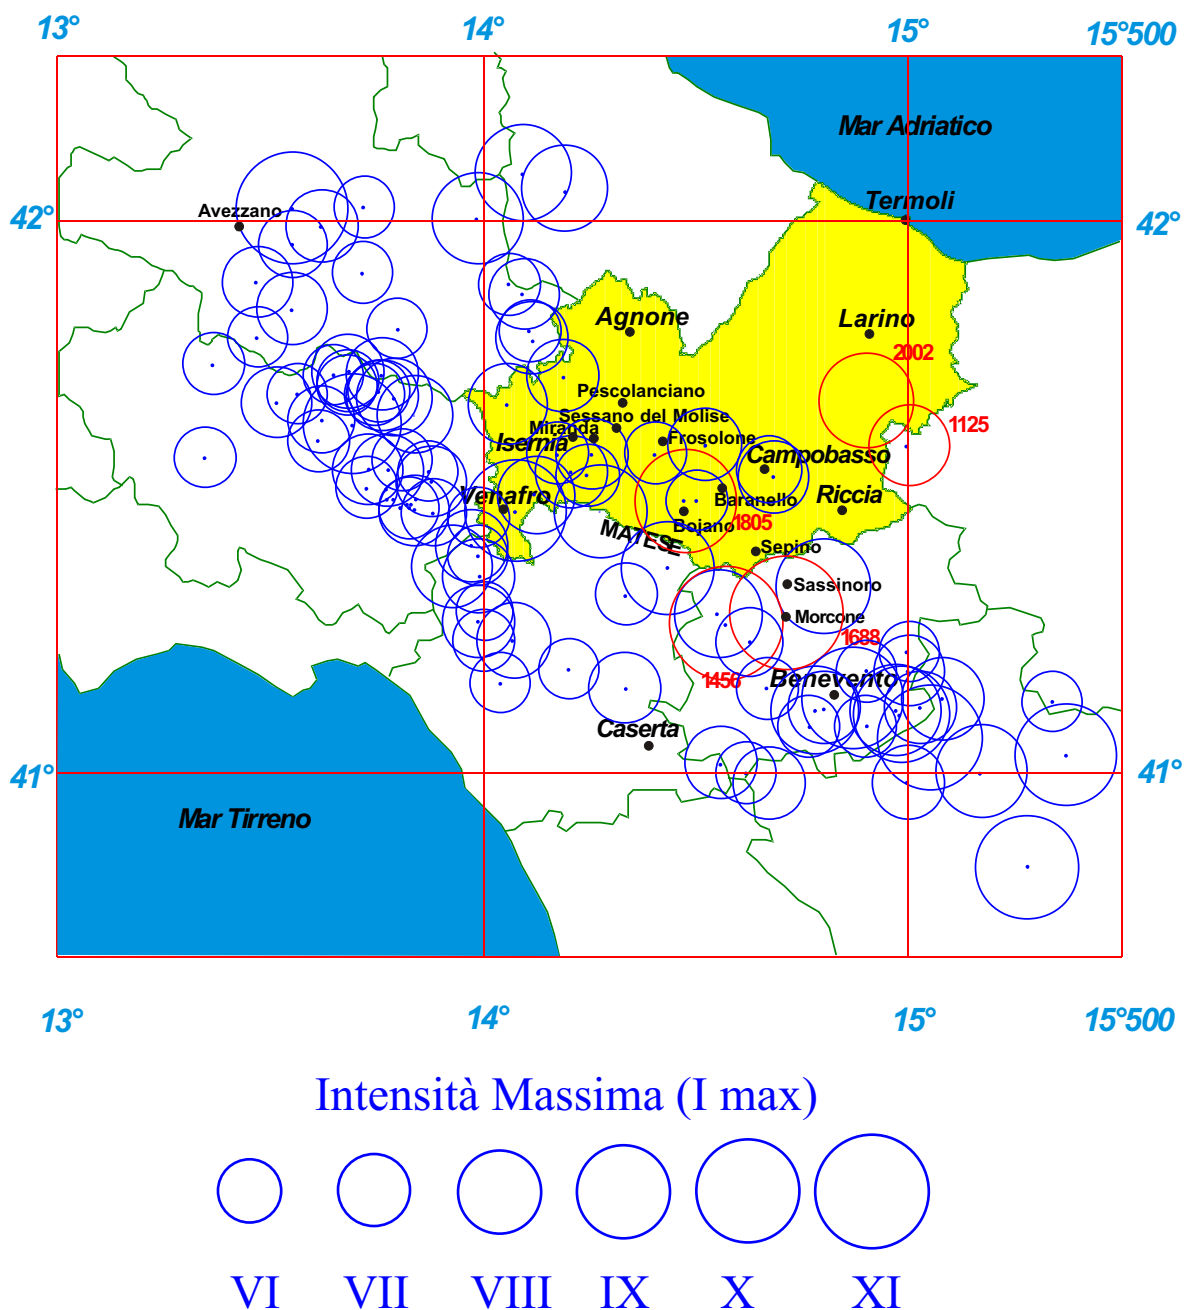 13°
14°
15°
15°500
Mar Adriatico
42°
Avezzano
Termoli
42°
Agnone
Larino
2002
Pescolanciano
Sessano del Molise
1125
Miranda
Isernia
Frosolone
Campobasso
Venafro
Baranello
Riccia
Bojano
1805
MATESE
Sepino
Sassinoro
Morcone
1688
1456
Benevento
Caserta
41°
41°
Mar Tirreno
13°
14°
15°
15°500
Intensità Massima (I max)
VI VII VIII IX X XI